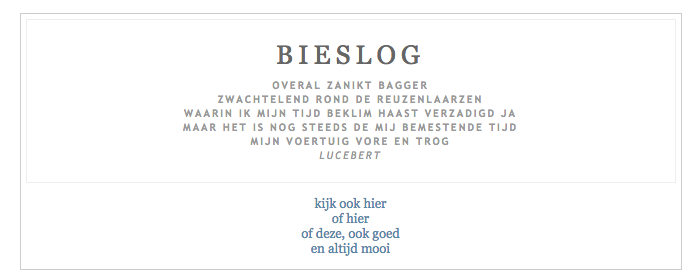 BIESLOG
OVERAL ZANIKT BAGGER
ZWACHTELEND ROND DE REUZENLAARZEN
WAARIN IK MIJN TIJD BEKLIM HAAST VERZADIGD JA
MAAR HET IS NOG STEEDS DE MIJ BEMESTENDE TIJD
MIJN VOERTUIG VORE EN TROG
LUCEBERT
kijk ook hier
of hier
of deze, ook goed
en altijd mooi